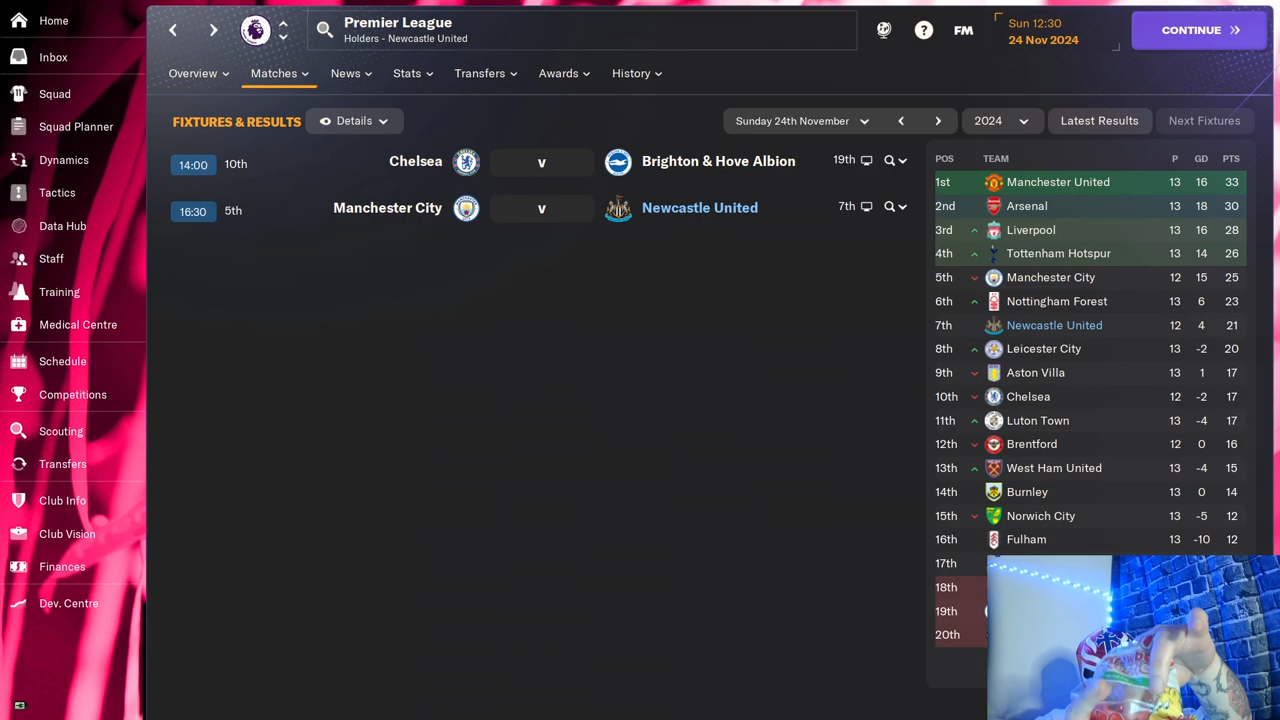 Home
Inbox
Squad
Squad Planner
Dynamics
Tactics
Data Hub
Staff
Training
Medical Centre
Schedule
Competitions
Scouting
Transfers
Club Info
Club Vision
Finances
Dev. Centre
Premier League
Holders - Newcastle United
FM
Sun 12:30
24 Nov 2024
CONTINUE
Overview Matches News Stats Transfers Awards History
FIXTURES & RESULTS Details Sunday 24th November 2024 Latest Results Next Fixtures
14:00 10th Chelsea v Brighton & Hove Albion 19th
16:30 5th Manchester City v Newcastle United 7th
POS TEAM P GD PTS
1st Manchester United 13 16 33
2nd Arsenal 13 18 30
3rd Liverpool 13 16 28
4th Tottenham Hotspur 13 14 26
5th Manchester City 12 15 25
6th Nottingham Forest 13 6 23
7th Newcastle United 12 4 21
8th Leicester City 13 -2 20
9th Aston Villa 13 1 17
10th Chelsea 12 -2 17
11th Luton Town 13 -4 17
12th Brentford 12 0 16
13th West Ham United 13 -4 15
14th Burnley 13 0 14
15th Norwich City 13 -5 12
16th Fulham 13 -10 12
17th
18th
19th
20th